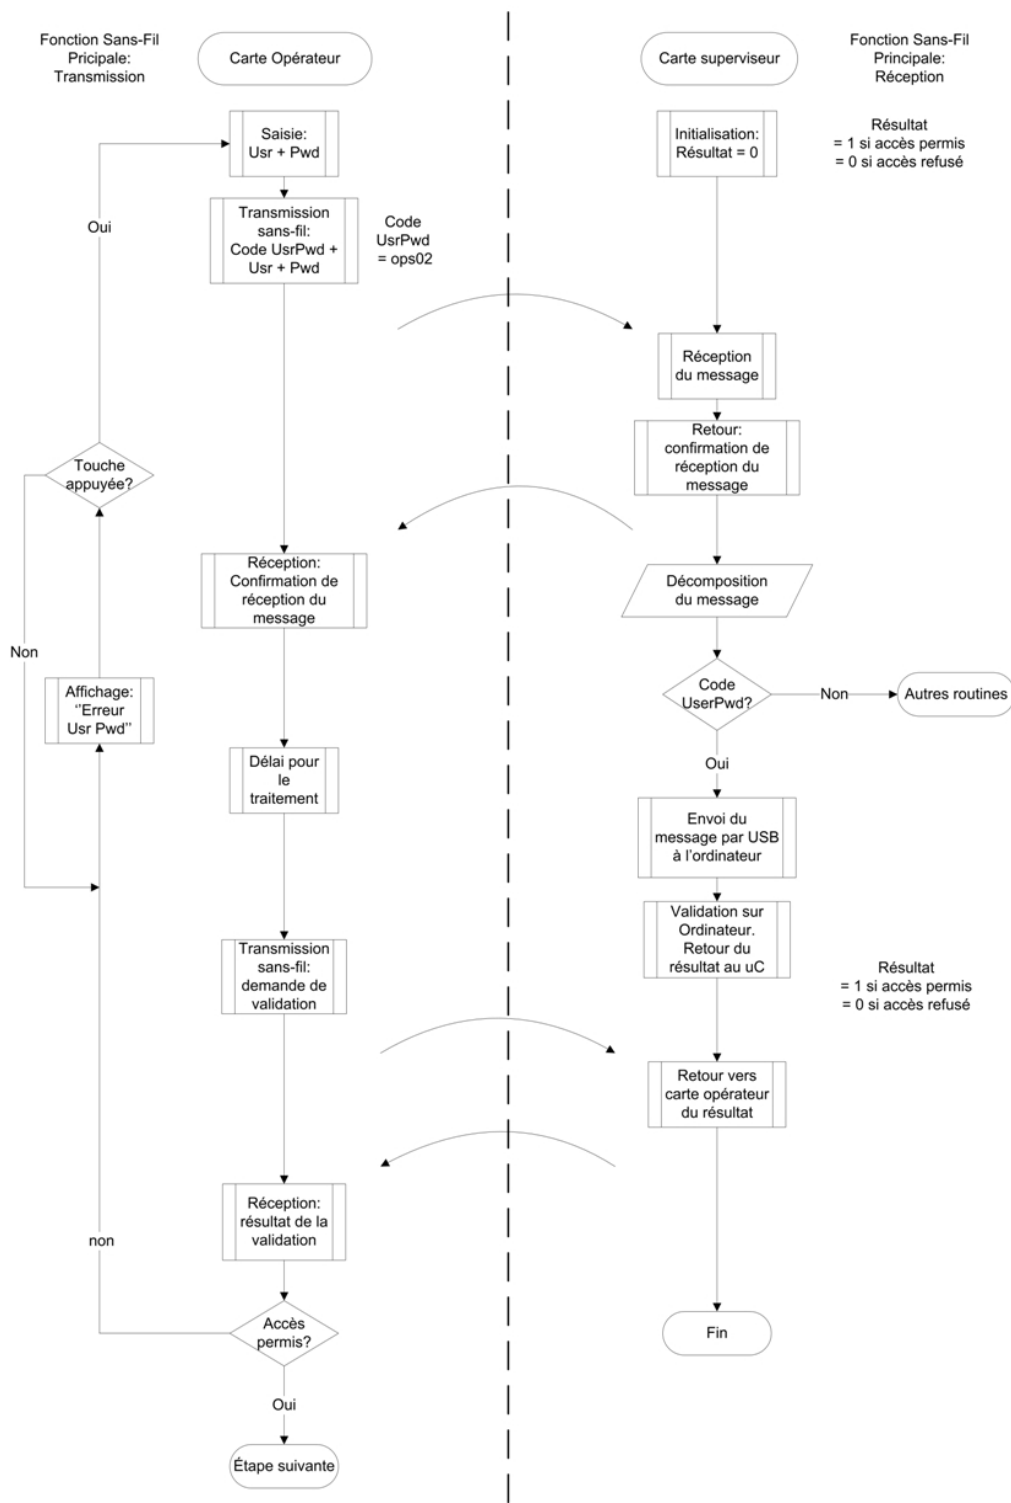 Fonction Sans-Fil
Pricipale:
Transmission
Carte Opérateur
Carte superviseur
Fonction Sans-Fil
Principale:
Réception
Saisie:
Usr + Pwd
Initialisation:
Résultat = 0
Résultat
= 1 si accès permis
= 0 si accès refusé
Oui
Transmission
sans-fil:
Code UsrPwd +
Usr + Pwd
Code
UsrPwd
= ops02
Réception
du message
Retour:
confirmation de
réception du
message
Touche
appuyée?
Réception:
Confirmation de
réception du
message
Décomposition
du message
Non
Affichage:
‘’Erreur
Usr Pwd’’
Code
UserPwd?
Non
Autres routines
Oui
Délai pour
le
traitement
Envoi du
message par USB
à l’ordinateur
Validation sur
Ordinateur.
Retour du
résultat au uC
Transmission
sans-fil:
demande de
validation
Résultat
= 1 si accès permis
= 0 si accès refusé
Retour vers
carte opérateur
du résultat
Réception:
résultat de la
validation
non
Accès
permis?
Fin
Oui
Étape suivante